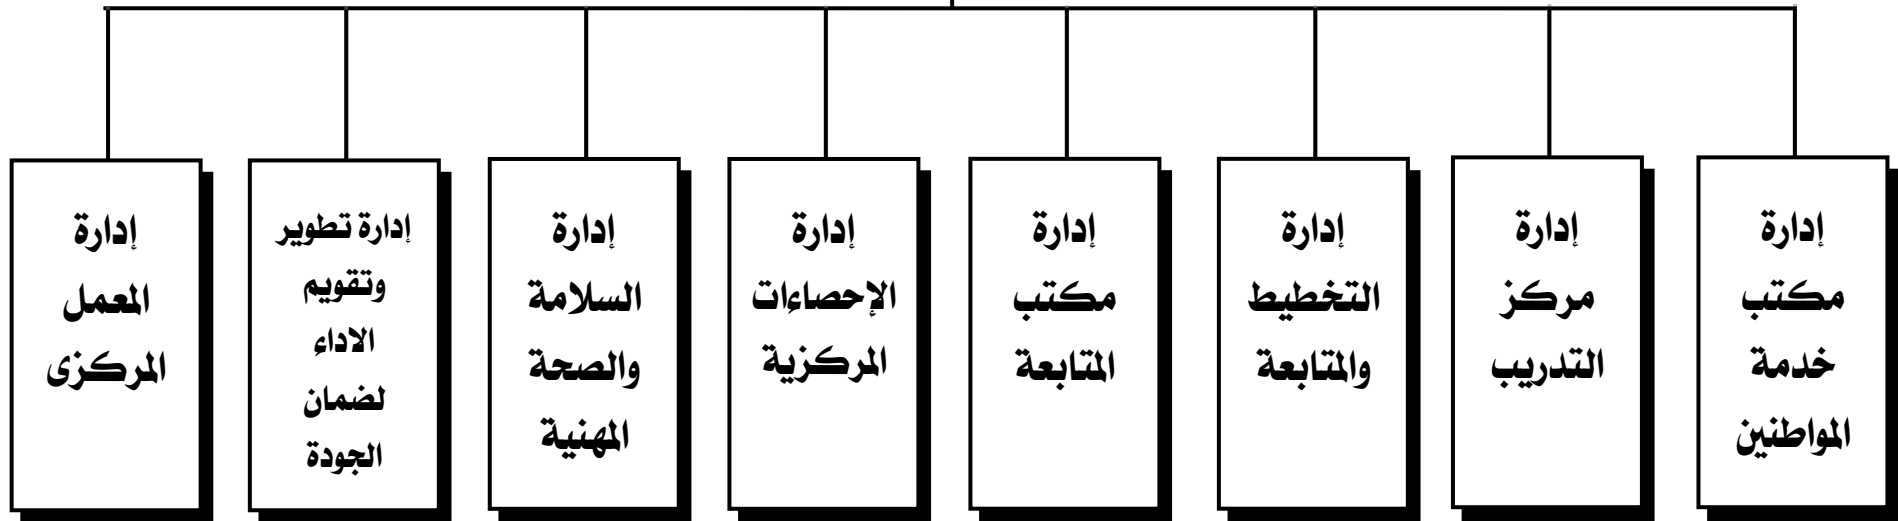 إدارة
مكتب
خدمة
المواطنين
إدارة
مركز
التدريب
إدارة
التخطيط
والمتابعة
إدارة
مكتب
المتابعة
إدارة
الإحصاءات
المركزية
إدارة
السلامة
والصحة
المهنية
إدارة تطوير
وتقويم
الاداء
لضمان
الجودة
إدارة
المعمل
المركزى